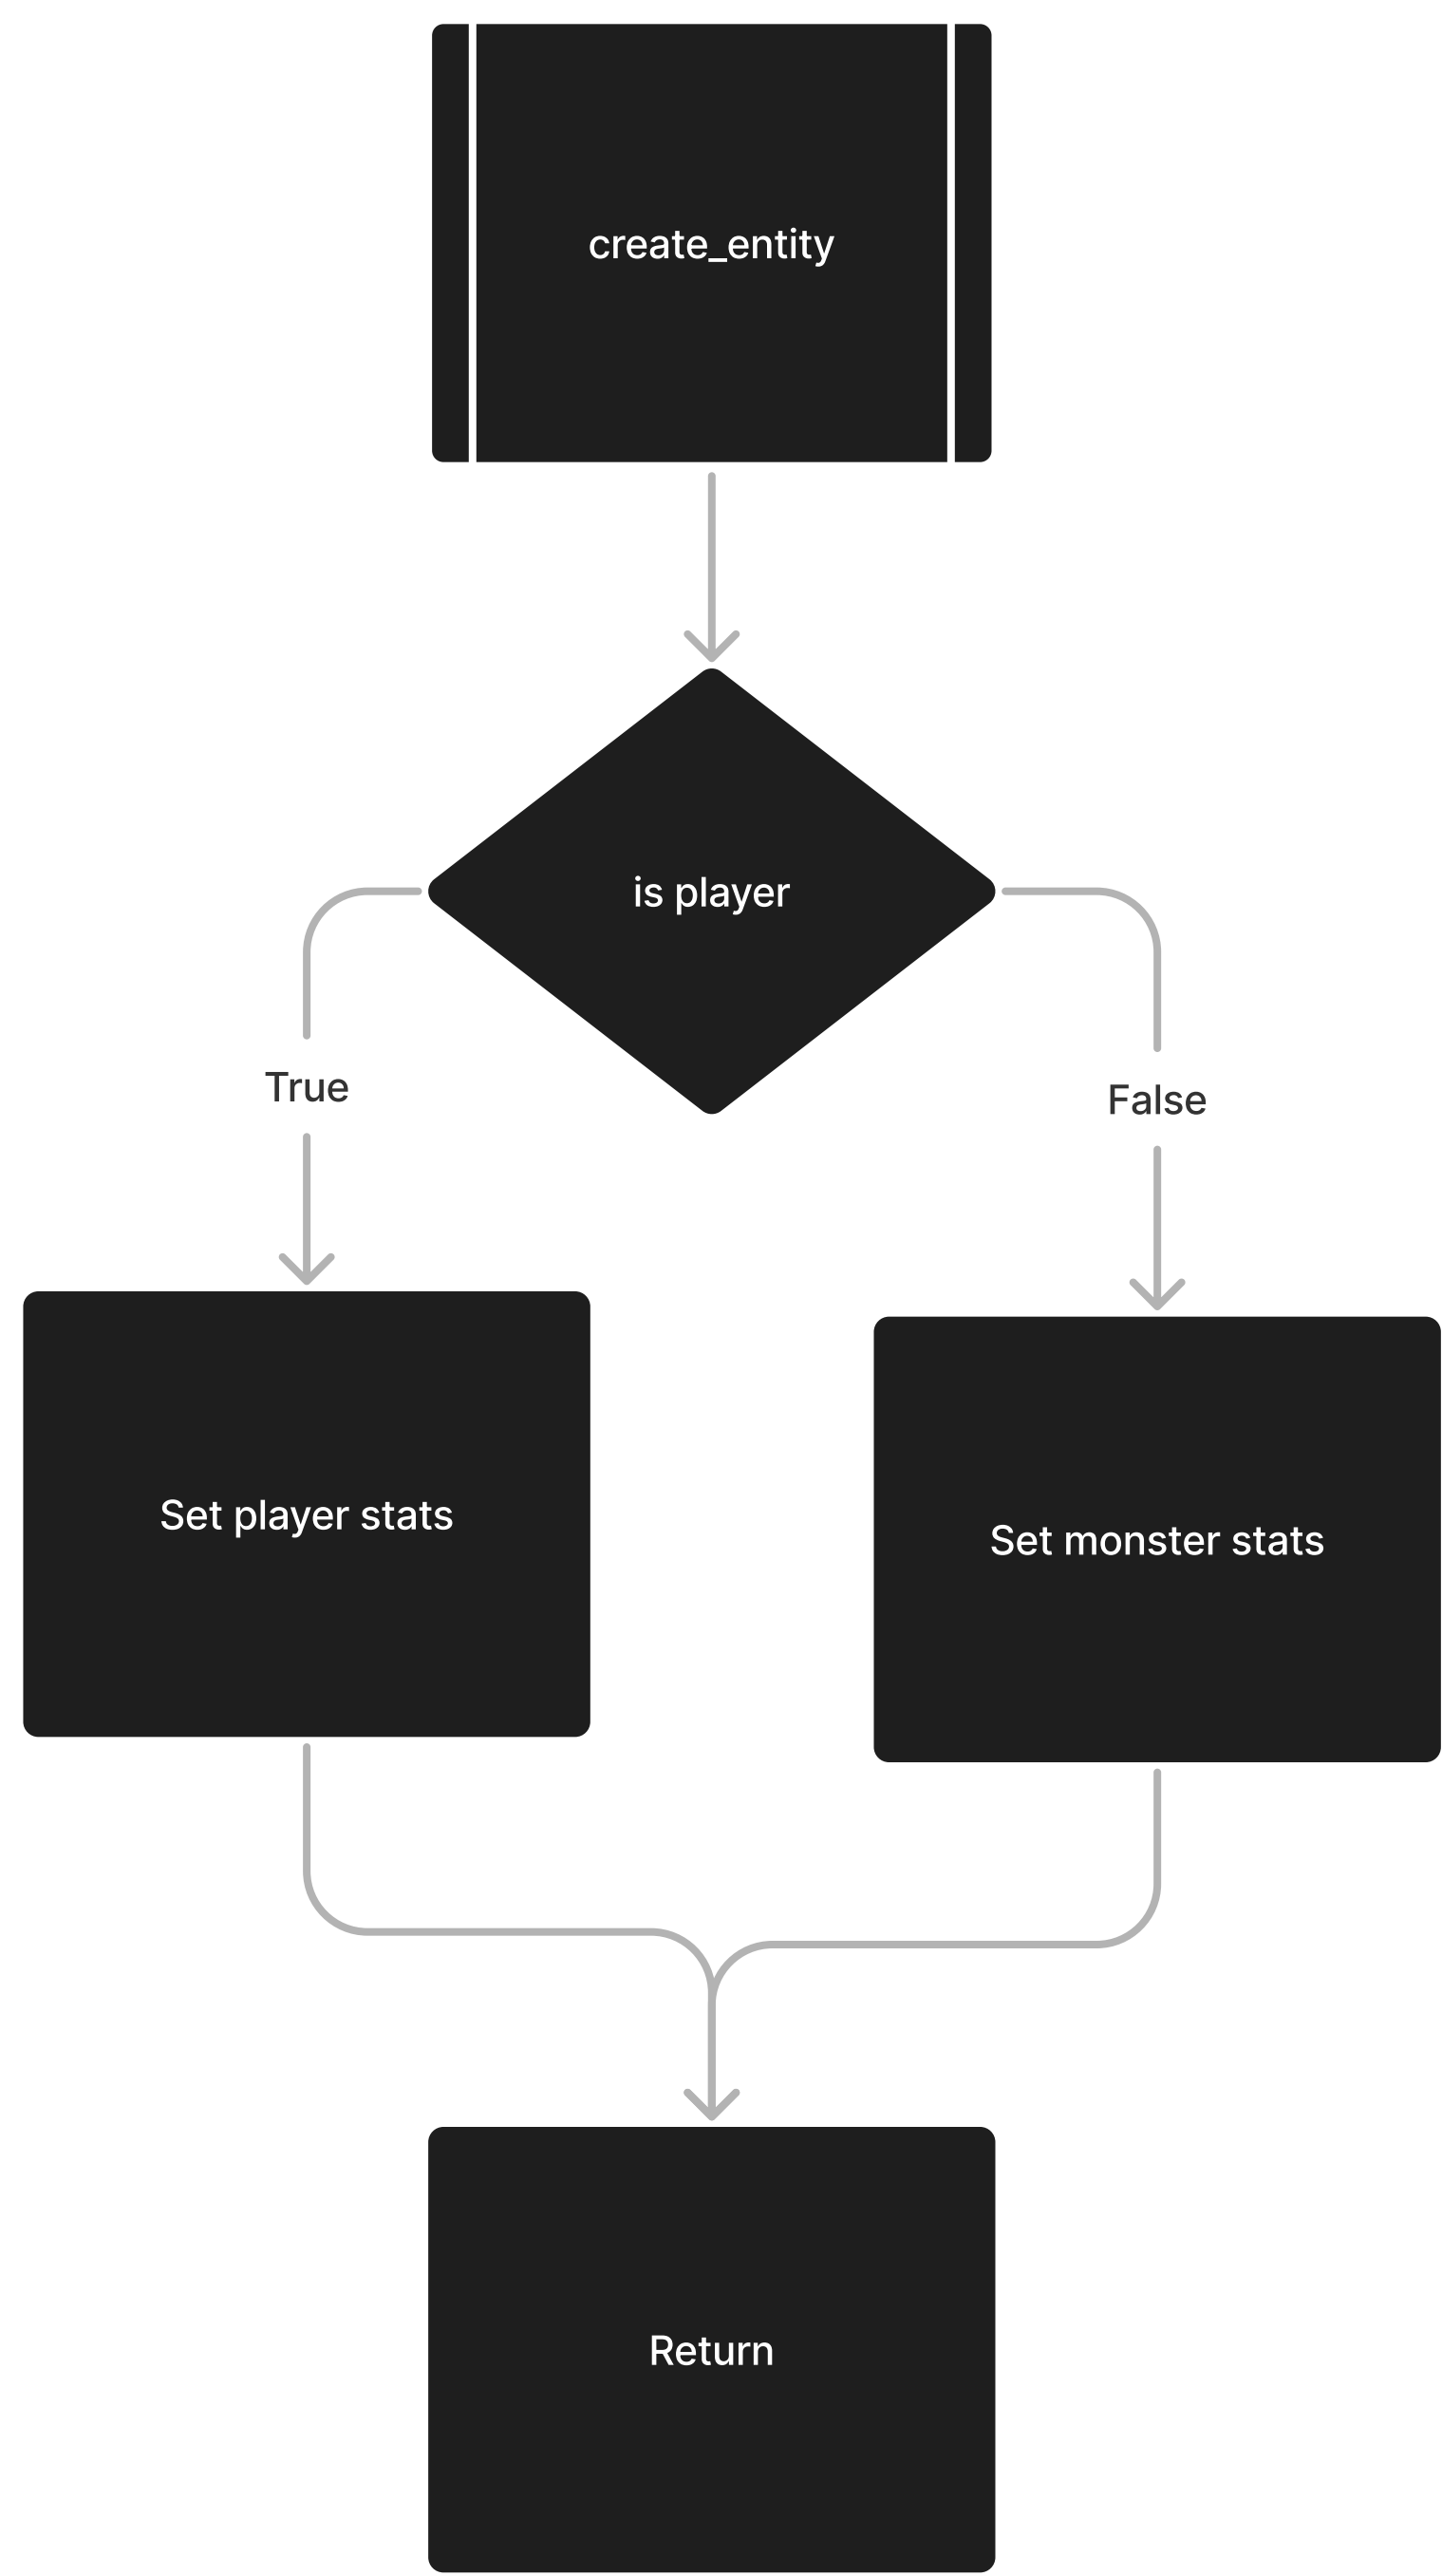 create_entity
is player
True
False
Set player stats
Set monster stats
Return